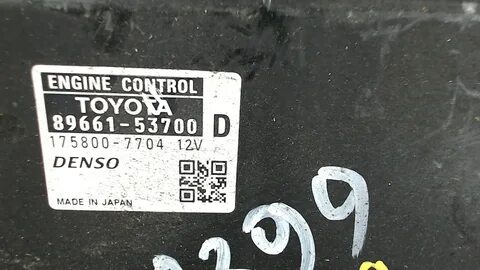 ENGINE CONTROL
TOYOTA
89661-53700 D
175800-7704 12V
DENSO
MADE IN JAPAN